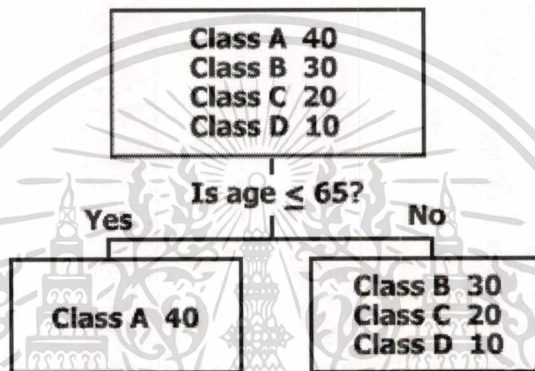 Class A 40
Class B 30
Class C 20
Class D 10
Is age ≤ 65?
Yes
No
Class A 40
Class B 30
Class C 20
Class D 10